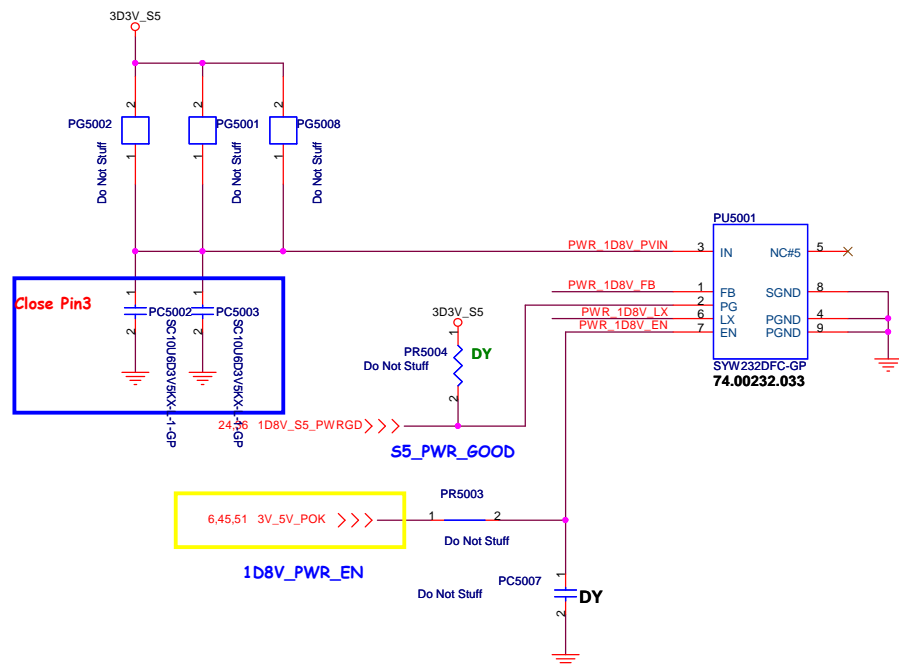 3D3V_S5
2
2
2
PG5002
PG5001
PG5008
1
1
1
Do Not Stuff
Do Not Stuff
Do Not Stuff
PU5001
PWR_1D8V_PVIN
3
IN
NC#5
5
Close Pin3
1
1
PC5002
PC5003
2
2
SC10U6D3V5KX-L-1-GP
SC10U6D3V5KX-L-1-GP
PWR_1D8V_FB
1
FB
SGND
8
2
PG
PWR_1D8V_LX
6
LX
PGND
4
PWR_1D8V_EN
7
EN
PGND
9
3D3V_S5
1
PR5004
DY
Do Not Stuff
2
SYW232DFC-GP
74.00232.033
24,36 1D8V_S5_PWRGD
S5_PWR_GOOD
PR5003
6,45,51 3V_5V_POK
1
2
Do Not Stuff
1D8V_PWR_EN
PC5007
1
Do Not Stuff
DY
2